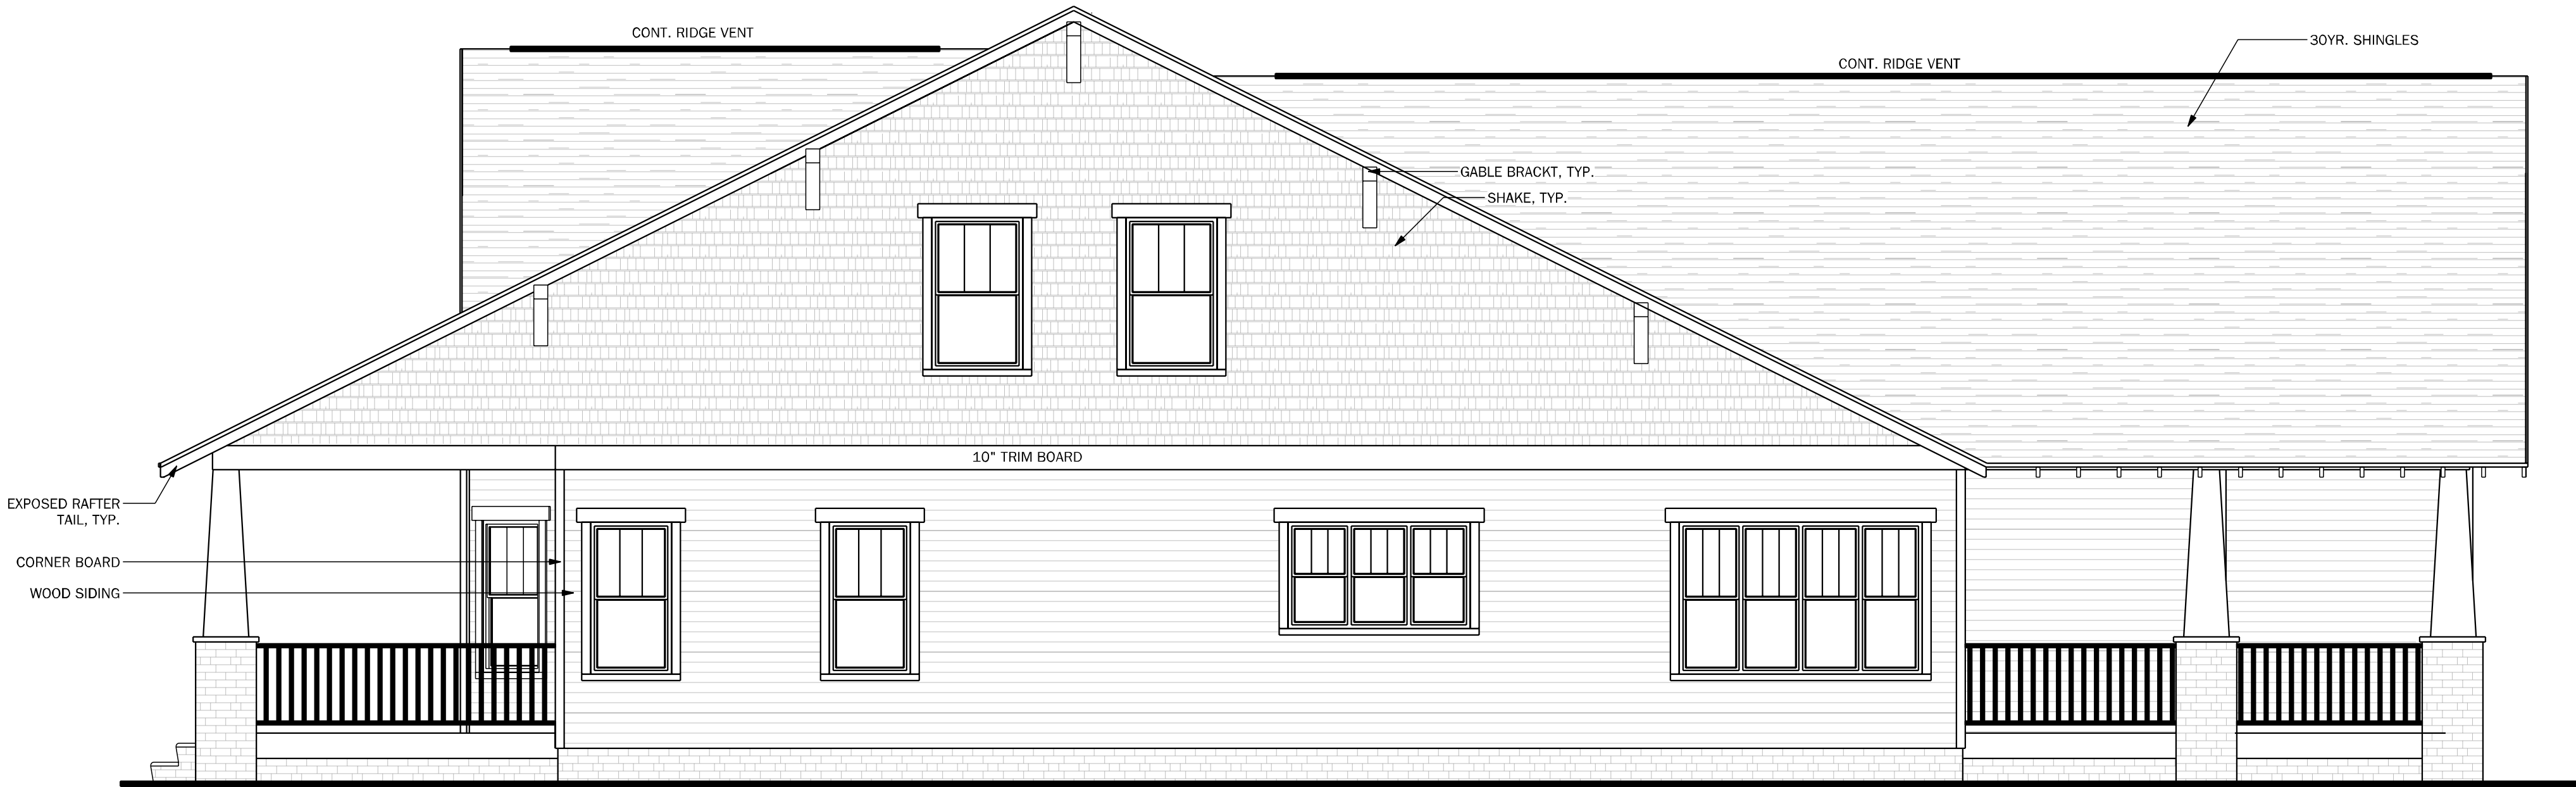 CONT. RIDGE VENT
30YR. SHINGLES
CONT. RIDGE VENT
GABLE BRACKT, TYP.
SHAKE, TYP.
10" TRIM BOARD
EXPOSED RAFTER
TAIL, TYP.
CORNER BOARD
WOOD SIDING